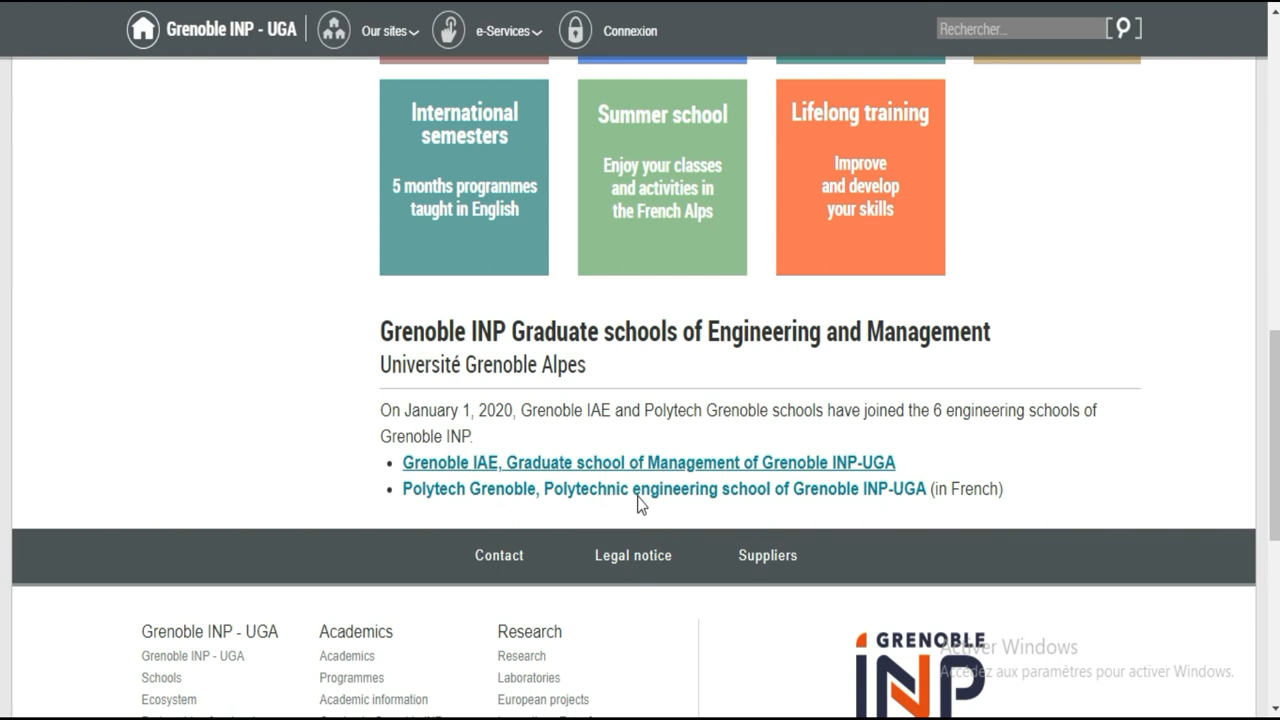 Grenoble INP - UGA
Our sites
e-Services
Connexion
Rechercher...
International
semesters
5 months programmes
taught in English
Summer school
Enjoy your classes
and activities in
the French Alps
Lifelong training
Improve
and develop
your skills
Grenoble INP Graduate schools of Engineering and Management
Université Grenoble Alpes
On January 1, 2020, Grenoble IAE and Polytech Grenoble schools have joined the 6 engineering schools of
Grenoble INP.
• Grenoble IAE, Graduate school of Management of Grenoble INP-UGA
• Polytech Grenoble, Polytechnic engineering school of Grenoble INP-UGA (in French)
Contact
Legal notice
Suppliers
Grenoble INP - UGA
Grenoble INP - UGA
Schools
Ecosystem
Academics
Academics
Programmes
Academic information
Research
Research
Laboratories
European projects
GRENOBLE
INP
Activer Windows
Accédez aux paramètres pour activer Windows.